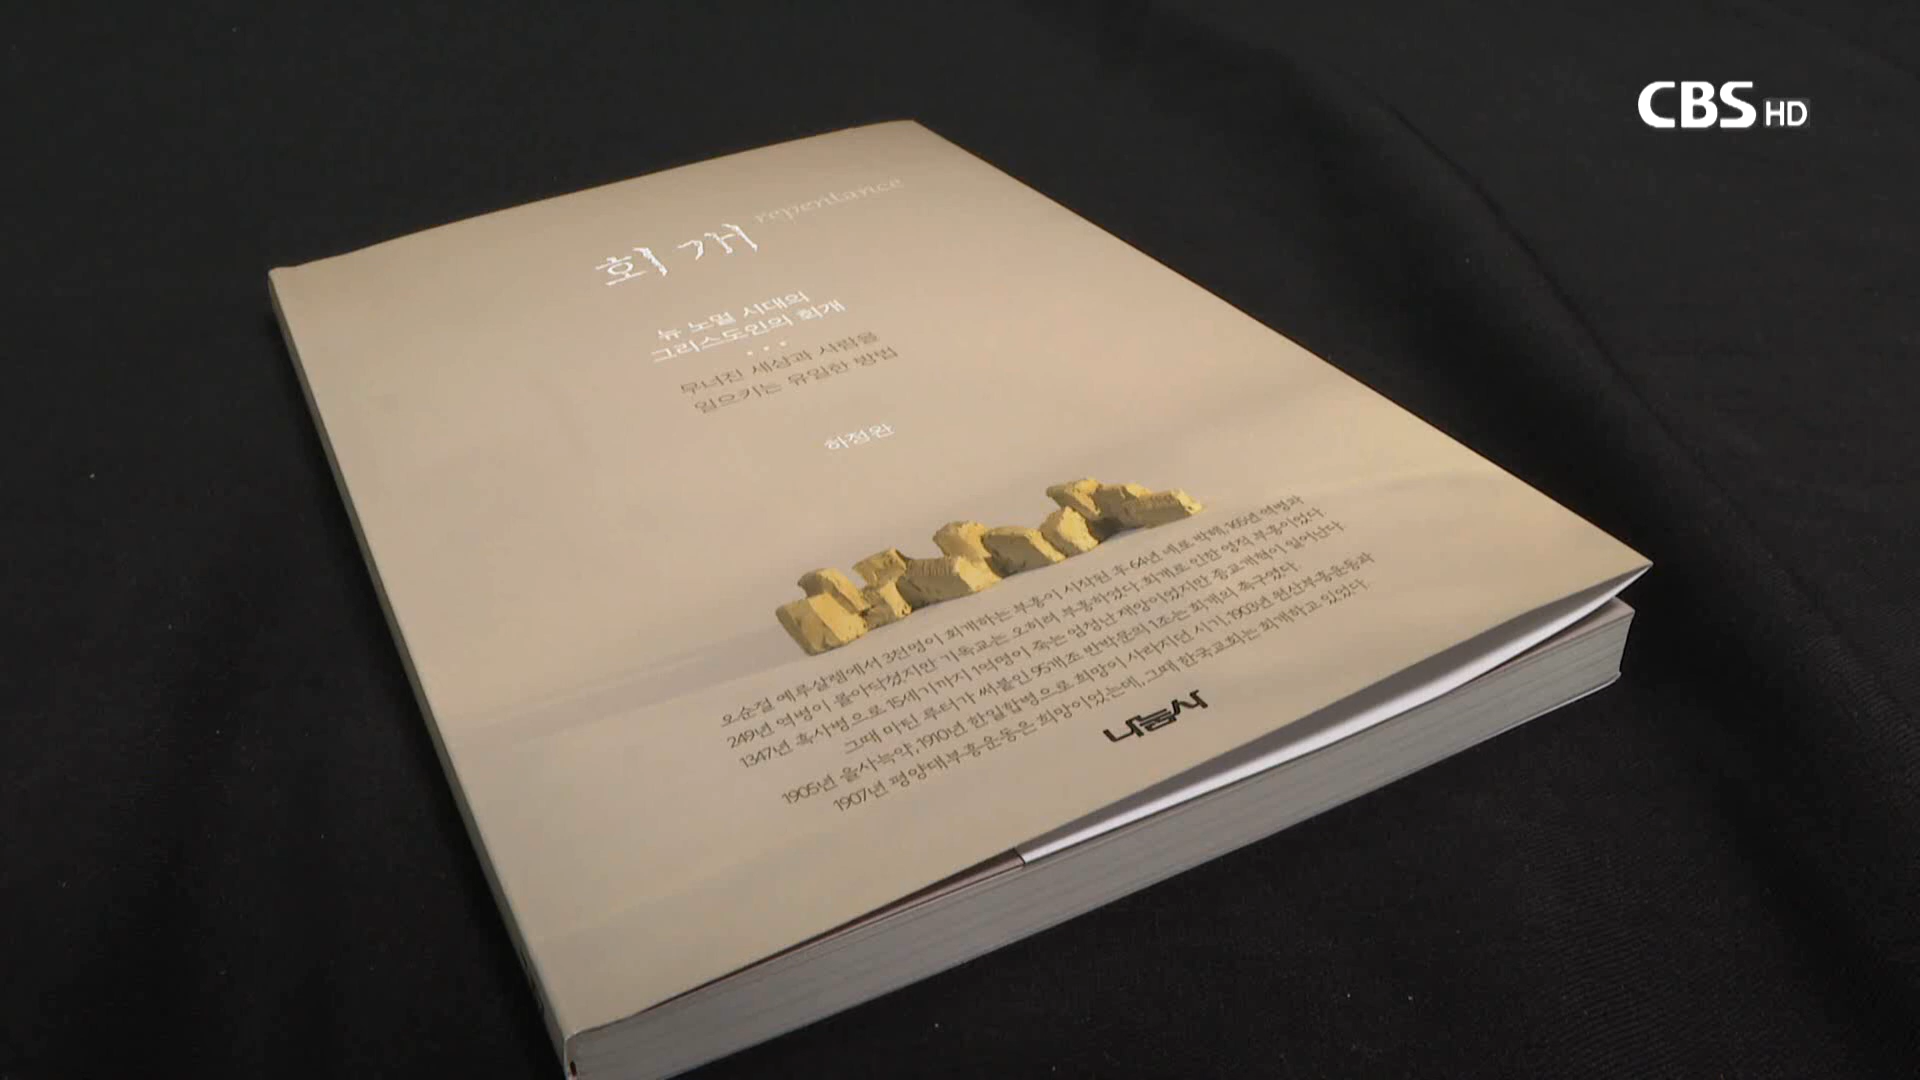 CBS HD
repentance
회개
뉴 노멀 시대의
그리스도인의 회개
무너진 세상과 사람을
일으키는 유일한 방법
하정완
오순절 예루살렘에서 3천명이 회개하는 부흥이 시작된 후 64년 네로 박해, 165년 역병과
249년 역병이 몰아닥쳤지만 기독교는 오히려 부흥하였다. 회개로 인한 영적 부흥이었다.
1347년 흑사병으로 15세기까지 1억명이 죽는 엄청난 재앙이었지만 종교개혁이 일어난다.
그때 마틴 루터가 써붙인 95개조 반박문의 1조는 회개의 촉구였다.
1905년 을사늑약, 1910년 한일합병으로 희망이 사라지던 시기, 1903년 원산부흥운동과
1907년 평양대부흥운동은 희망이었는데, 그때 한국교회는 회개하고 있었다.
나눔사